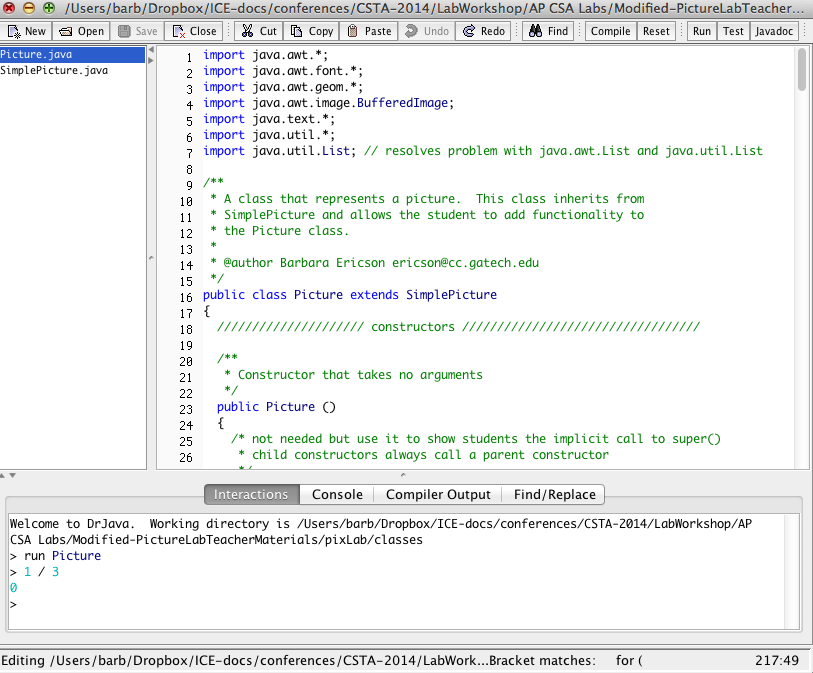 /Users/barb/Dropbox/ICE-docs/conferences/CSTA-2014/LabWorkshop/AP CSA Labs/Modified-PictureLabTeacher...
New Open Save Close Cut Copy Paste Undo Redo Find Compile Reset Run Test Javadoc
Picture.java
SimplePicture.java
1 import java.awt.*;
2 import java.awt.font.*;
3 import java.awt.geom.*;
4 import java.awt.image.BufferedImage;
5 import java.text.*;
6 import java.util.*;
7 import java.util.List; // resolves problem with java.awt.List and java.util.List
8
9 /**
10 * A class that represents a picture.  This class inherits from
11 * SimplePicture and allows the student to add functionality to
12 * the Picture class.
13 *
14 * @author Barbara Ericson ericson@cc.gatech.edu
15 */
16 public class Picture extends SimplePicture
17 {
18 ///////////////////// constructors //////////////////////////////////
19
20 /**
21 * Constructor that takes no arguments
22 */
23 public Picture ()
24 {
25 /* not needed but use it to show students the implicit call to super()
26 * child constructors always call a parent constructor
*/
Interactions Console Compiler Output Find/Replace
Welcome to DrJava.  Working directory is /Users/barb/Dropbox/ICE-docs/conferences/CSTA-2014/LabWorkshop/AP
CSA Labs/Modified-PictureLabTeacherMaterials/pixLab/classes
> run Picture
> 1 / 3
0
>
Editing /Users/barb/Dropbox/ICE-docs/conferences/CSTA-2014/LabWork...Bracket matches: for ( 217:49